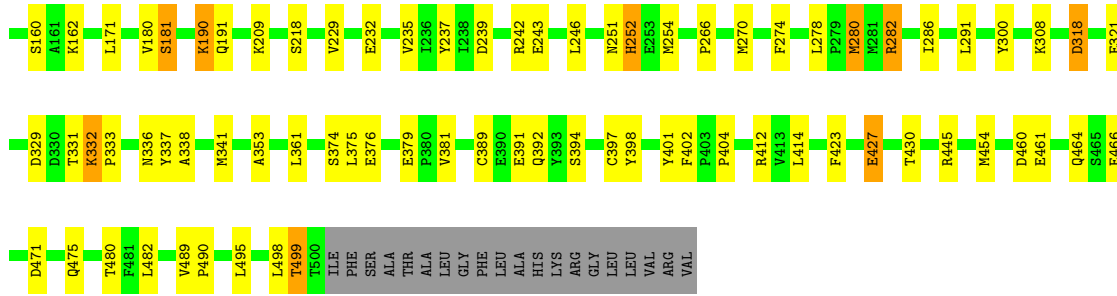 S160 A161 K162 L171 V180 S181 K190 Q191 K209 S218 V229 E232 V235 I236 Y237 I238 D239 R242 E243 L246 N251 H252 E253 M254 P266 M270 F274 L278 P279 M280 M281 R282 I286 L291 Y300 K308 D318
D329 D330 T331 K332 P333 N336 Y337 A338 M341 A353 L361 S374 L375 E376 E379 P380 V381 C389 E390 E391 Q392 Y393 S394 C397 Y398 Y401 F402 P403 P404 R412 V413 L414 F423 E427 T430 R445 M454 D460 E461 Q464 S465
D471 Q475 T480 F481 L482 V489 P490 L495 L498 T499 T500 ILE PHE SER ALA THR ALA LEU GLY PHE LEU ALA HIS LYS ARG GLY LEU LEU VAL ARG VAL